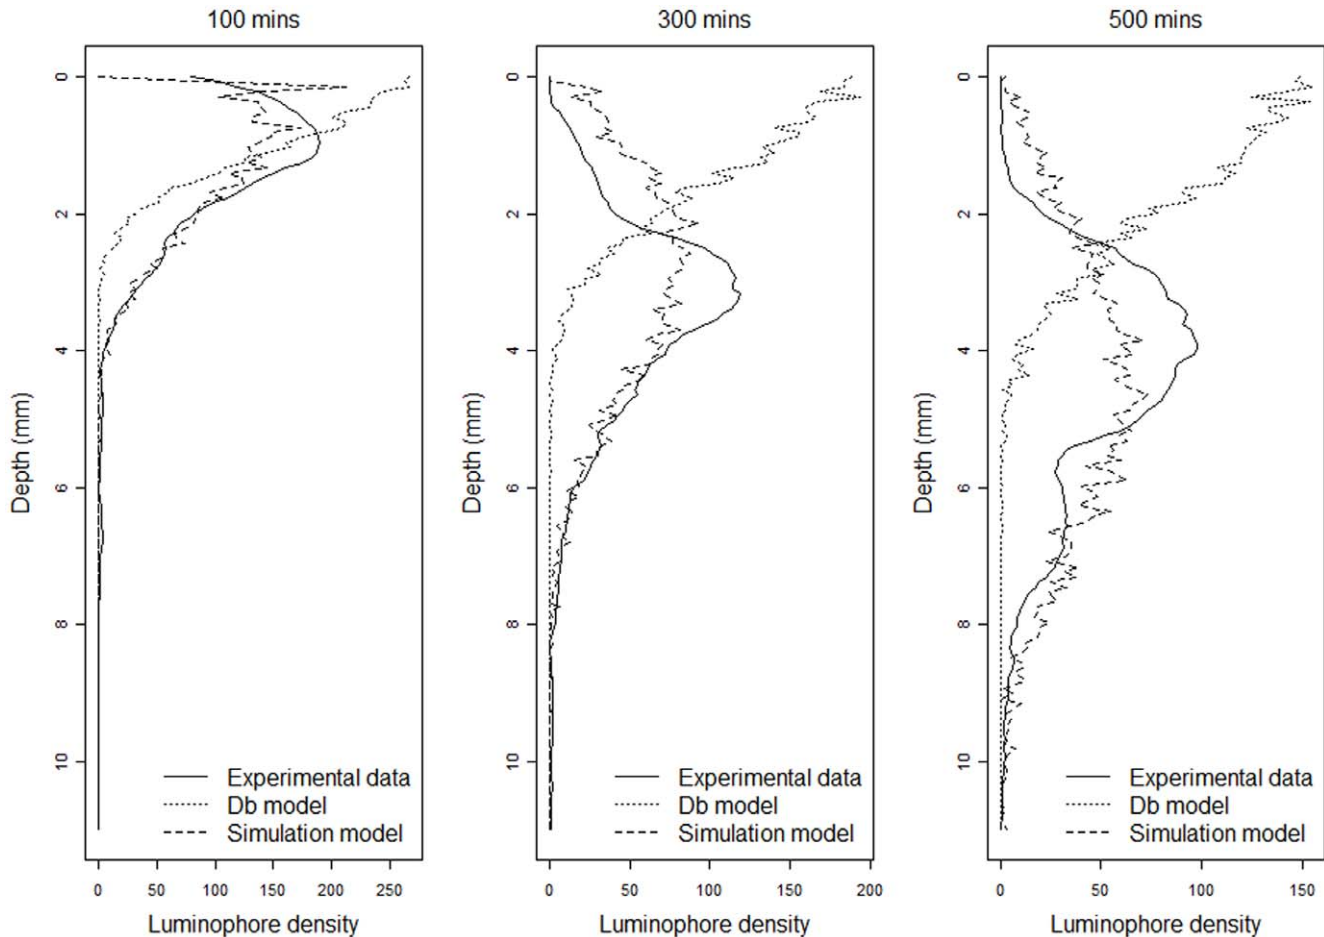 100 mins
0
2
4
6
8
10
Depth (mm)
Experimental data
Db model
Simulation model
0 50 100 150 200 250
Luminophore density
300 mins
0
2
4
6
8
10
Depth (mm)
Experimental data
Db model
Simulation model
0 50 100 150 200
Luminophore density
500 mins
0
2
4
6
8
10
Depth (mm)
Experimental data
Db model
Simulation model
0 50 100 150
Luminophore density